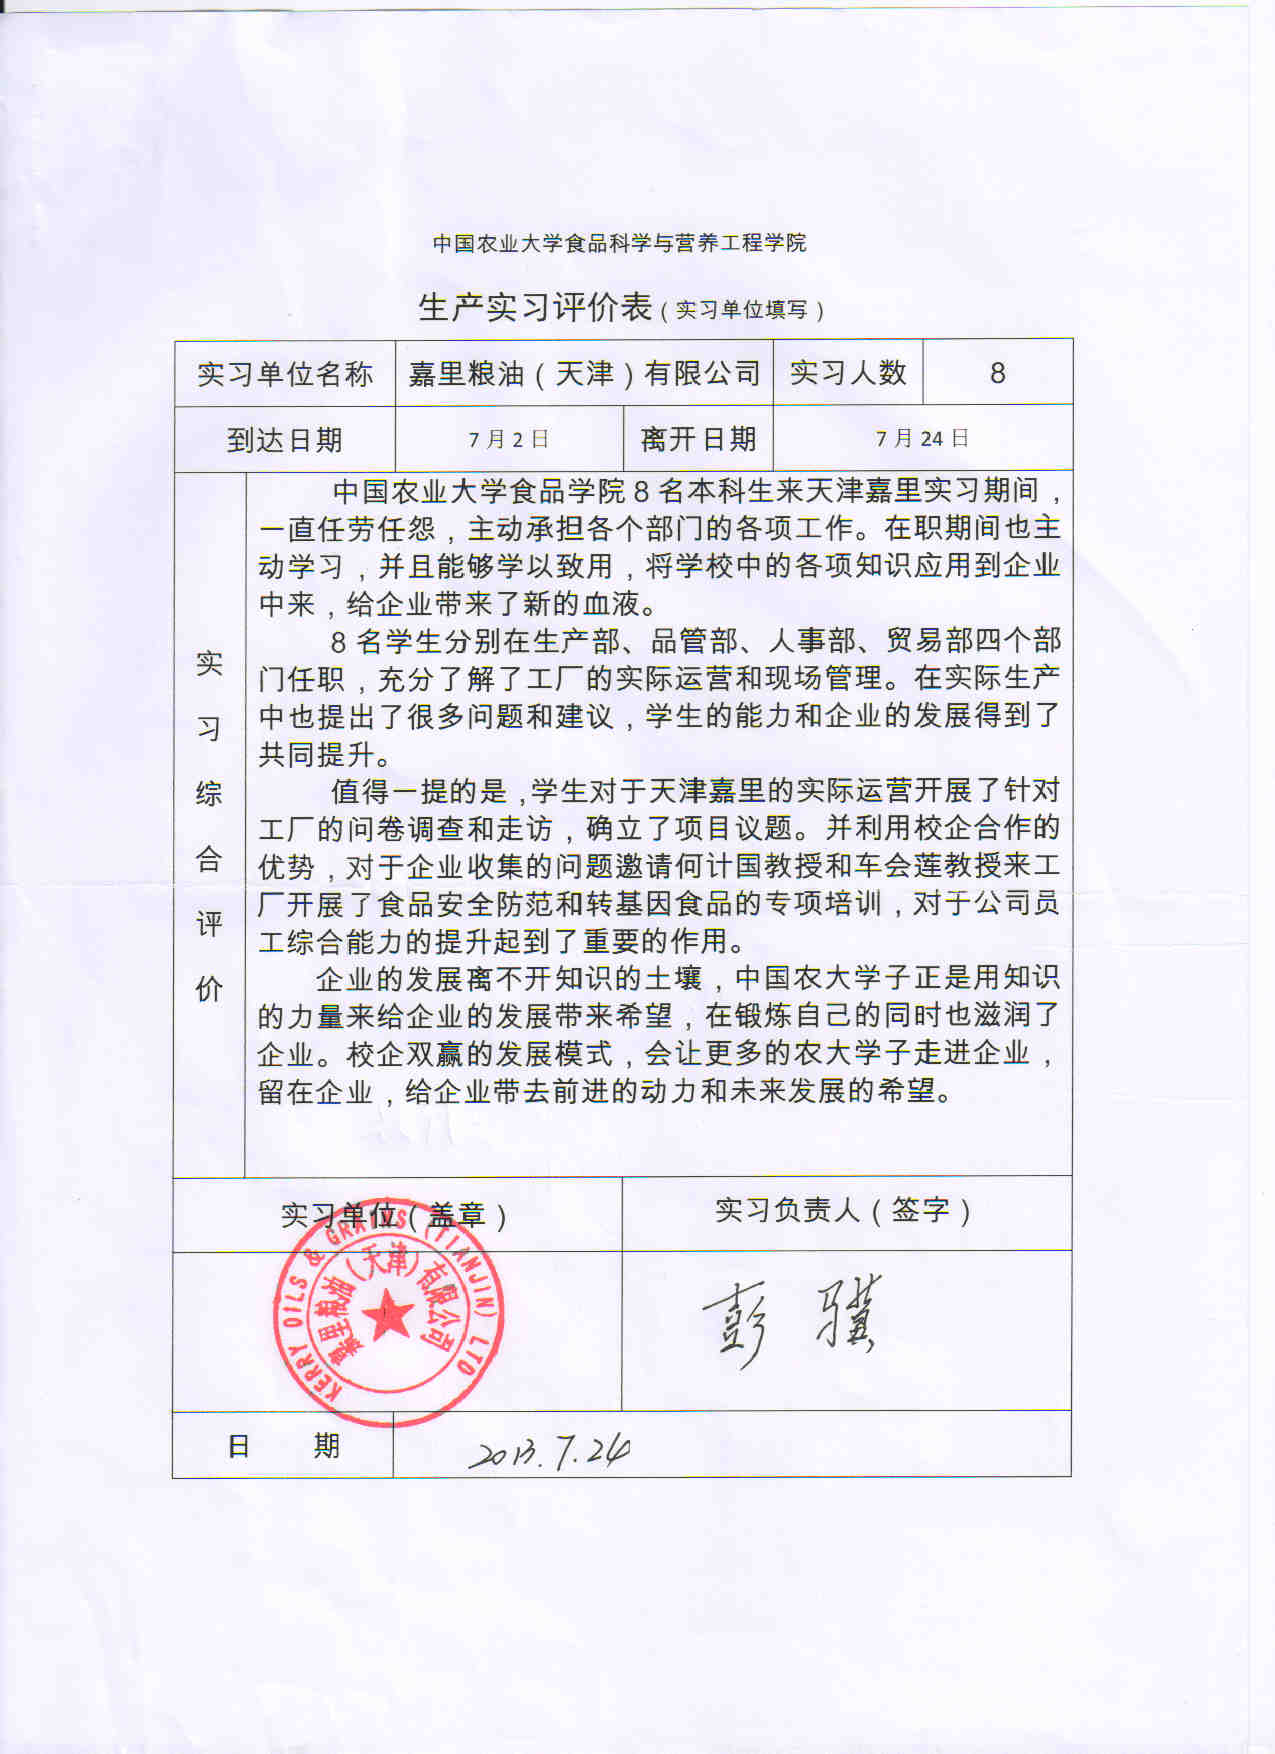 中国农业大学食品科学与营养工程学院
生产实习评价表（实习单位填写）
实习单位名称 嘉里粮油（天津）有限公司 实习人数 8
到达日期 7月2日 离开日期 7月24日
实习综合评价
中国农业大学食品学院8名本科生来天津嘉里实习期间，
一直任劳任怨，主动承担各个部门的各项工作。在职期间也主
动学习，并且能够学以致用，将学校中的各项知识应用到企业
中来，给企业带来了新的血液。
8名学生分别在生产部、品管部、人事部、贸易部四个部
门任职，充分了解了工厂的实际运营和现场管理。在实际生产
中也提出了很多问题和建议，学生的能力和企业的发展得到了
共同提升。
值得一提的是，学生对于天津嘉里的实际运营开展了针对
工厂的问卷调查和走访，确立了项目议题。并利用校企合作的
优势，对于企业收集的问题邀请何计国教授和车会莲教授来工
厂开展了食品安全防范和转基因食品的专项培训，对于公司员
工综合能力的提升起到了重要的作用。
企业的发展离不开知识的土壤，中国农大学子正是用知识
的力量来给企业的发展带来希望，在锻炼自己的同时也滋润了
企业。校企双赢的发展模式，会让更多的农大学子走进企业，
留在企业，给企业带去前进的动力和未来发展的希望。
实习单位（盖章） 实习负责人（签字）
KERRY OILS & GRAINS (TIANJIN) LTD
嘉里粮油（天津）有限公司
彭骥
日期 2013.7.24